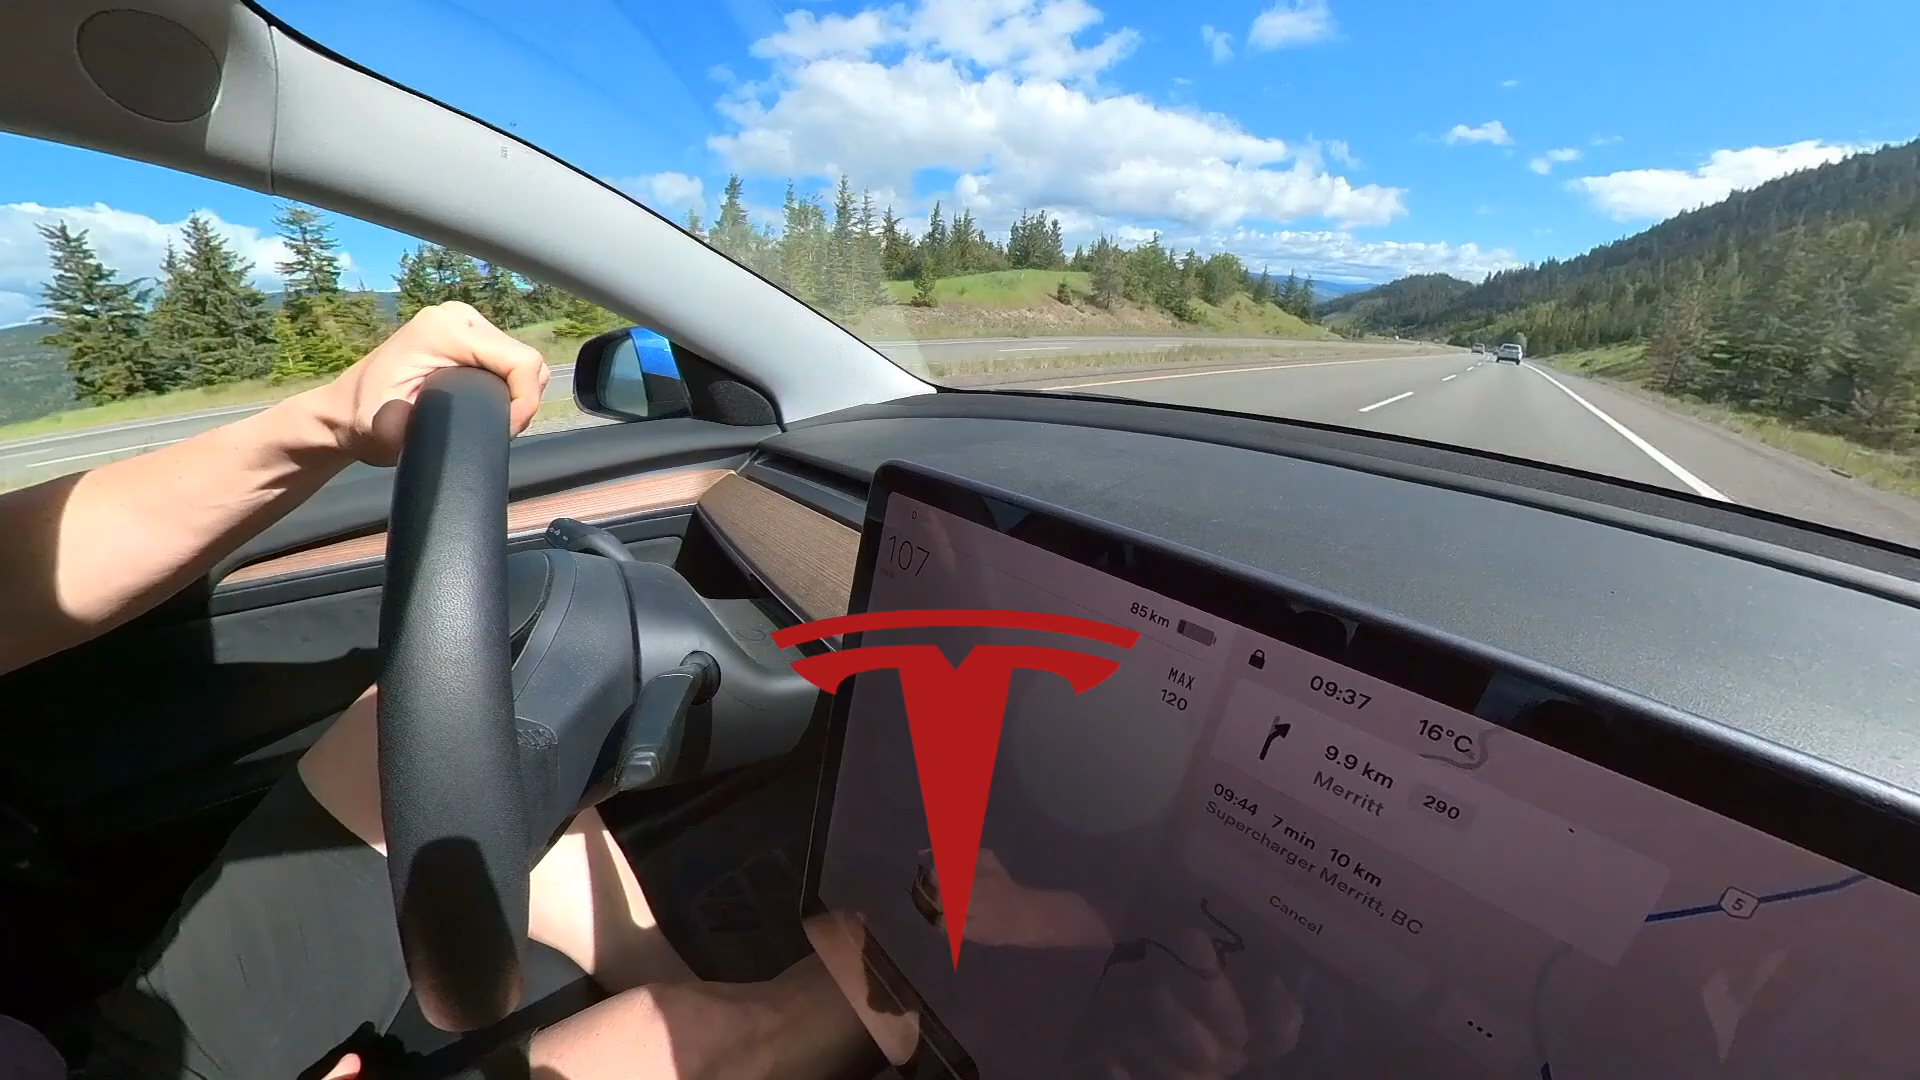 D
107
85 km
MAX
120
09:37
16°C
9.9 km
Merritt
290
09:44 7 min 10 km
Supercharger Merritt, BC
Cancel
5
...